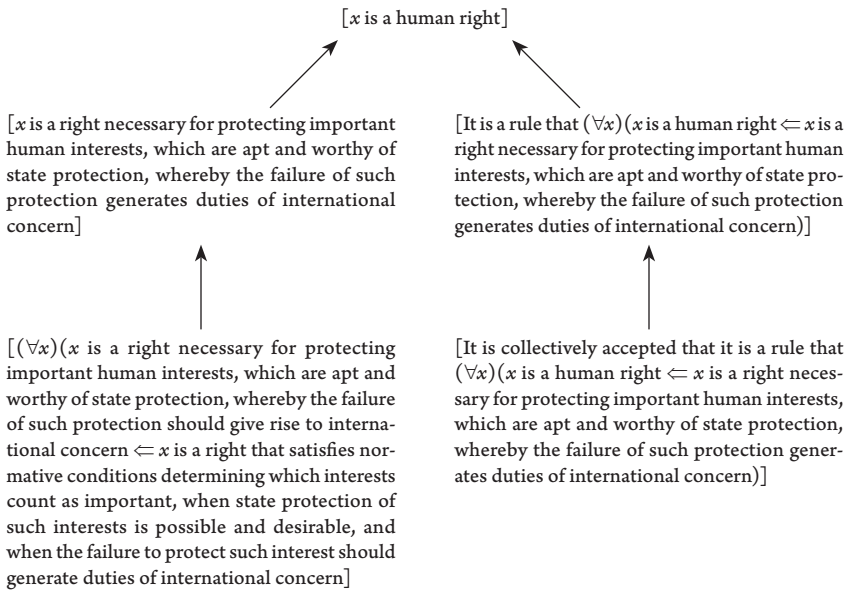 [x is a human right]
[x is a right necessary for protecting important
human interests, which are apt and worthy of
state protection, whereby the failure of such
protection generates duties of international
concern]
[It is a rule that (∀x)(x is a human right ⇐ x is a
right necessary for protecting important human
interests, which are apt and worthy of state pro-
tection, whereby the failure of such protection
generates duties of international concern)]
[(∀x)(x is a right necessary for protecting
important human interests, which are apt and
worthy of state protection, whereby the failure
of such protection should give rise to interna-
tional concern ⇐ x is a right that satisfies nor-
mative conditions determining which interests
count as important, when state protection of
such interests is possible and desirable, and
when the failure to protect such interest should
generate duties of international concern]
[It is collectively accepted that it is a rule that
(∀x)(x is a human right ⇐ x is a right neces-
sary for protecting important human interests,
which are apt and worthy of state protection,
whereby the failure of such protection gener-
ates duties of international concern)]